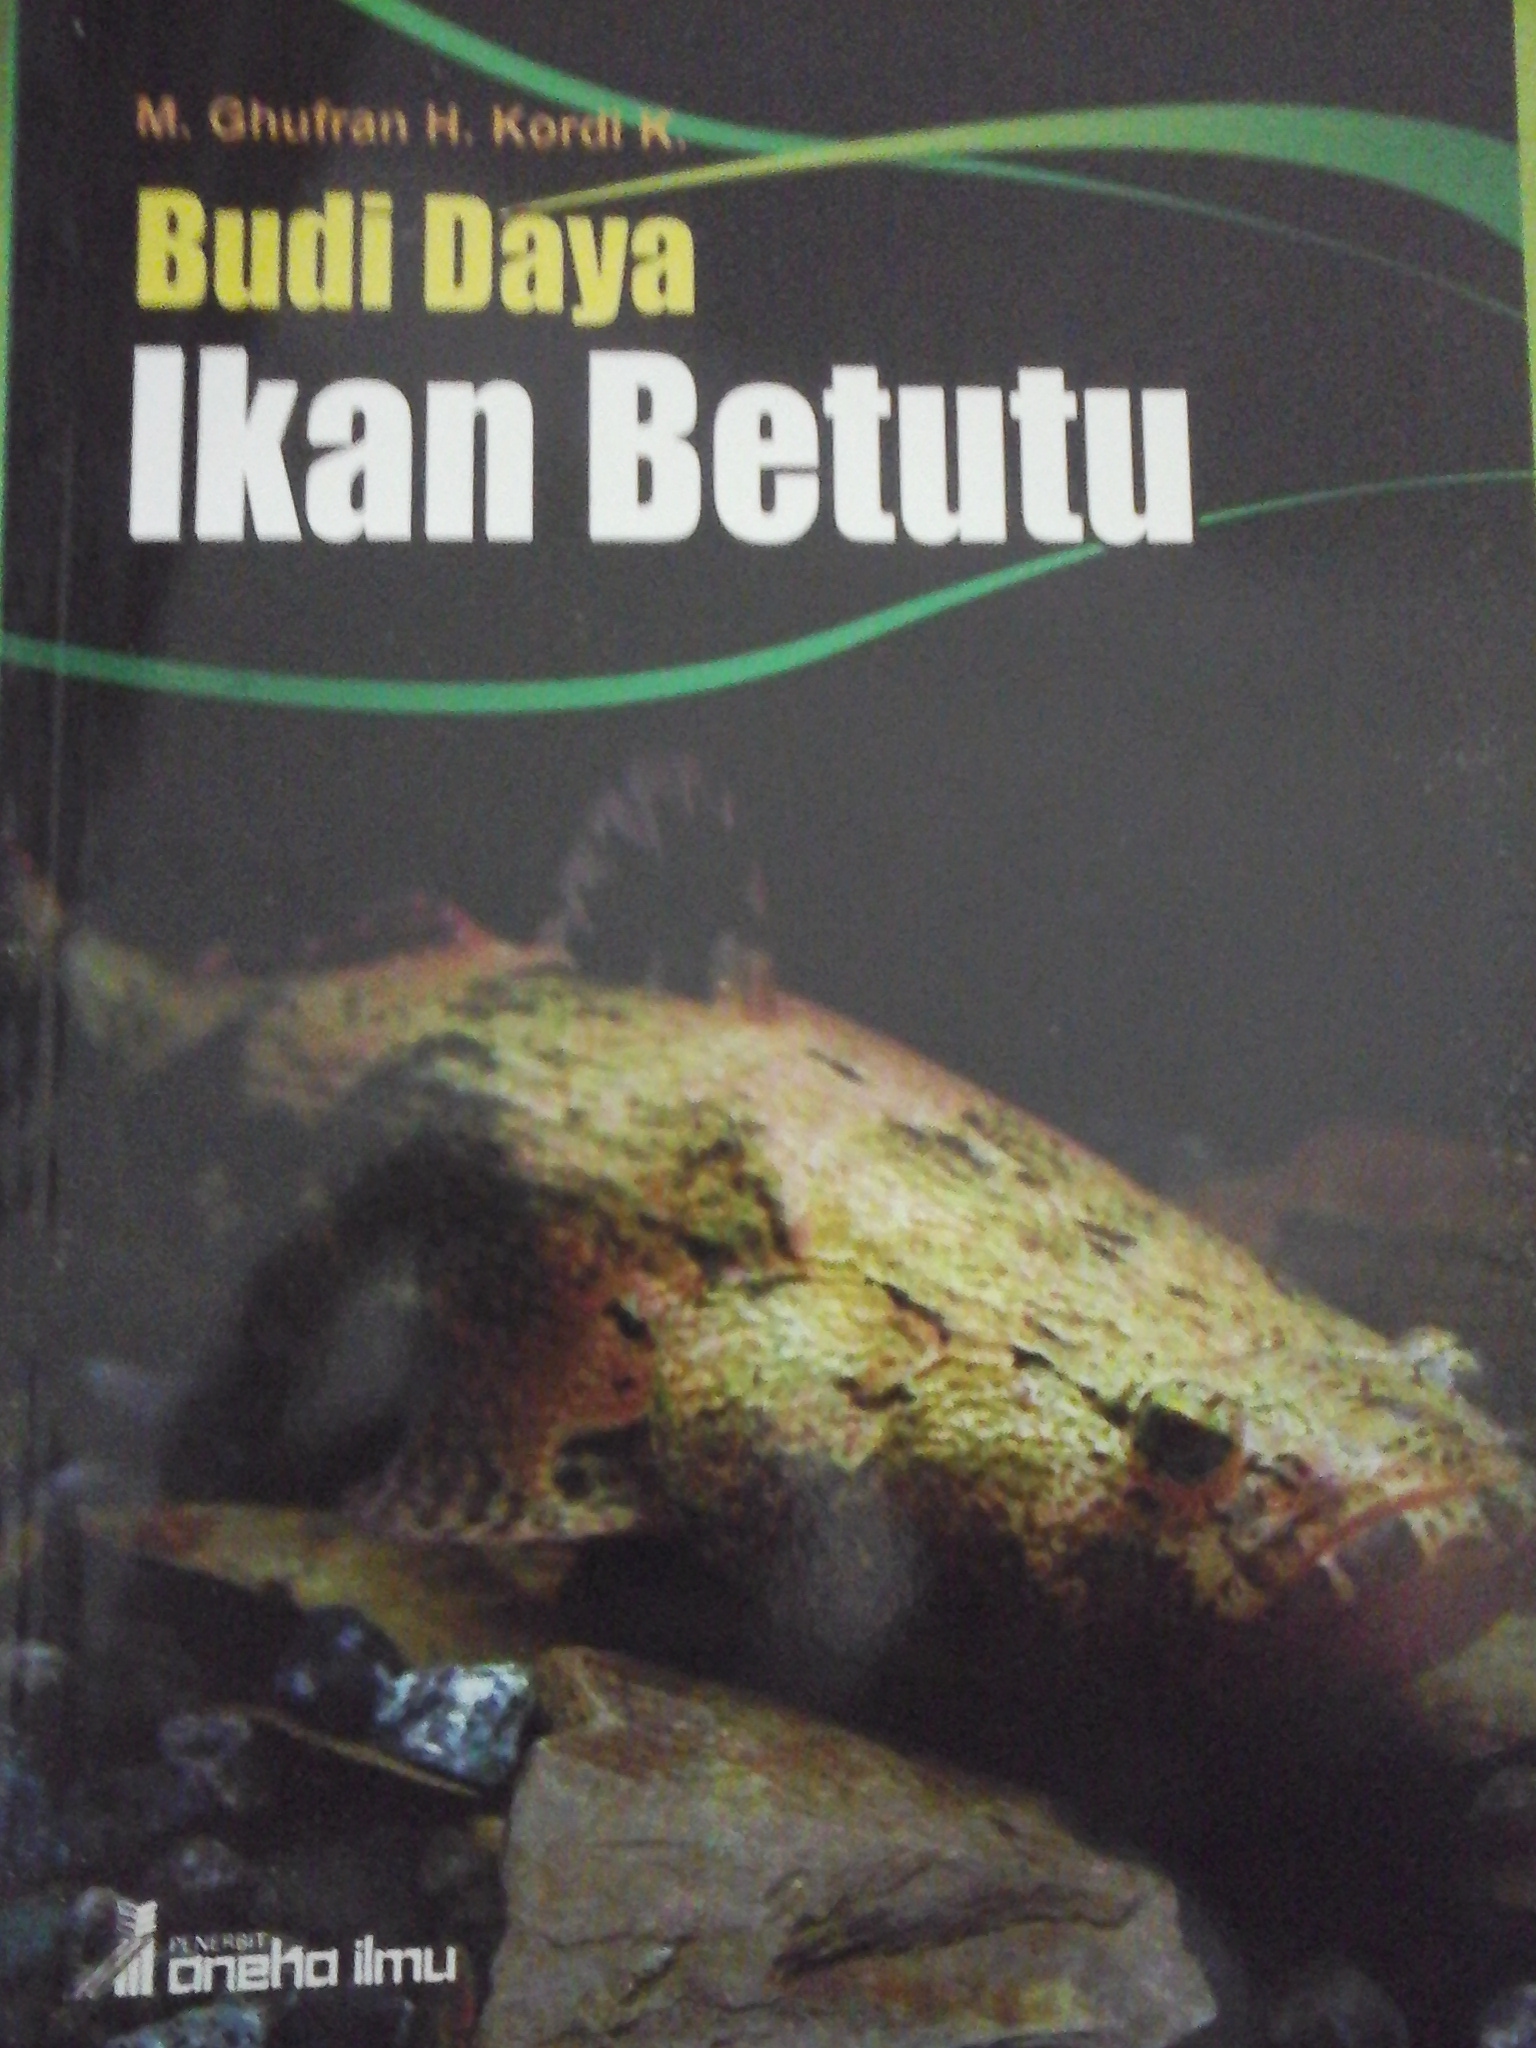 M. Ghufran H. Kordi K.
Budi Daya
Ikan Betutu
PENERBIT
aneka ilmu